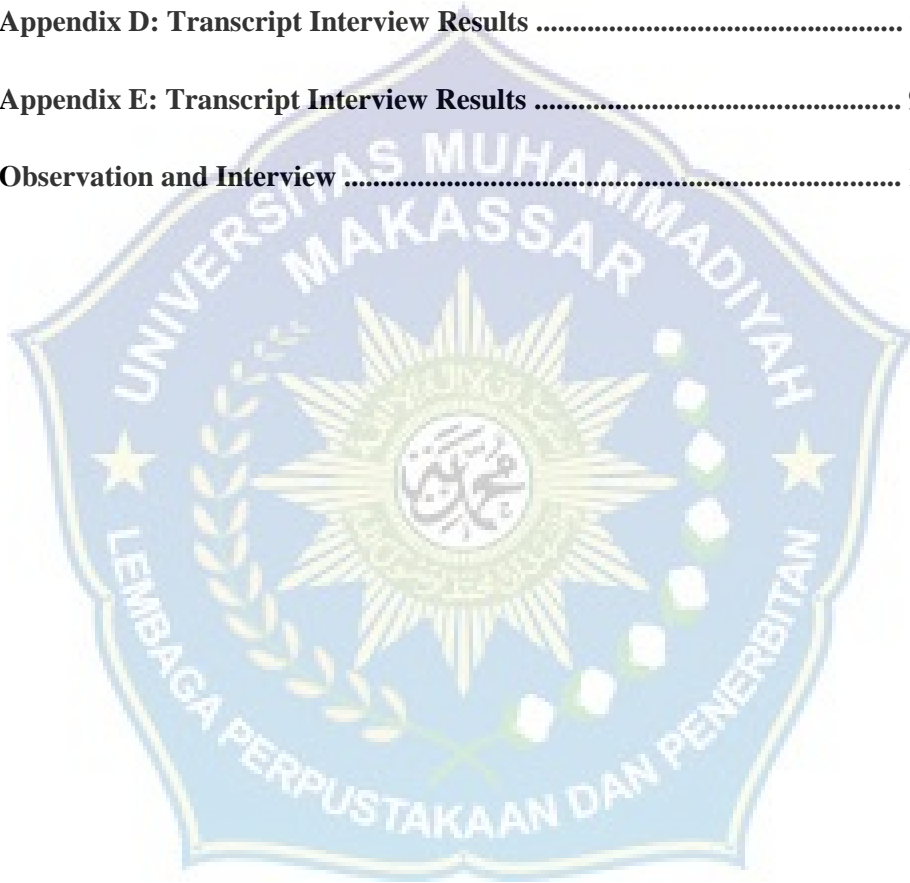 Appendix D: Transcript Interview Results ..............................................
Appendix E: Transcript Interview Results ..............................................
Observation and Interview ......................................................................
UNIVERSITAS MUHAMMADIYAH
MAKASSAR
LEMBAGA PERPUSTAKAAN DAN PENERBITAN